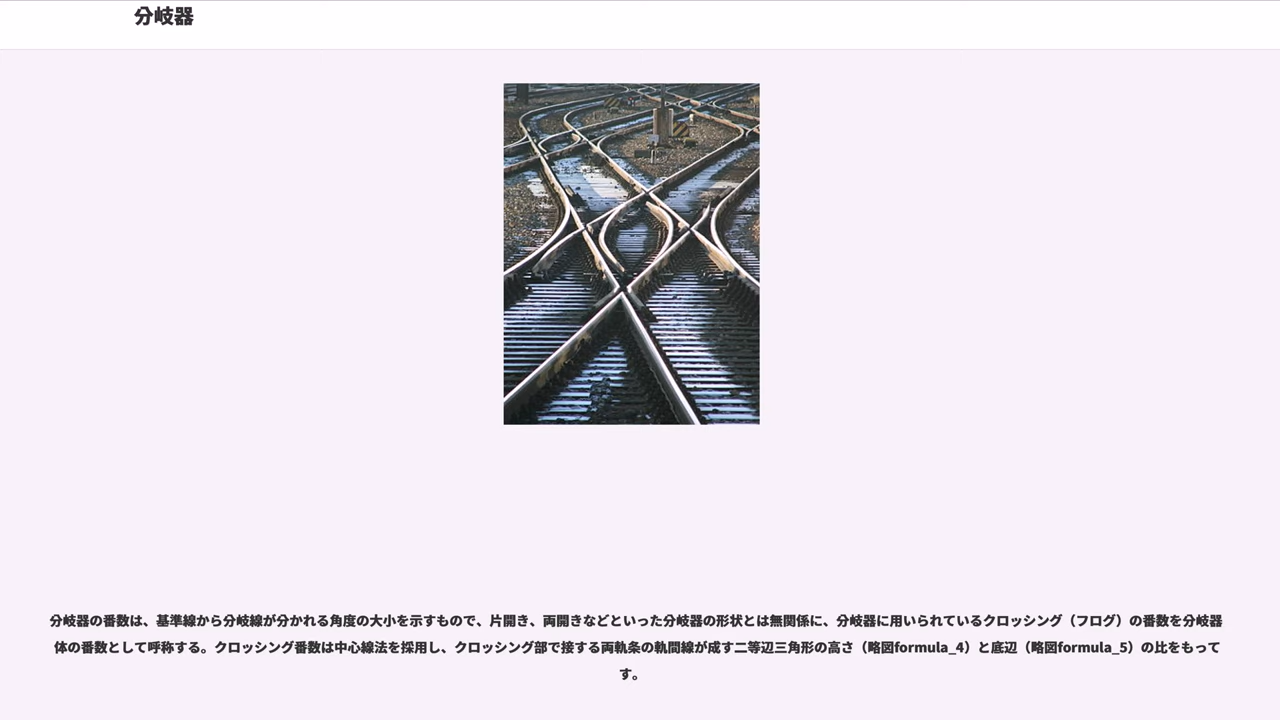 分岐器
分岐器の番数は、基準線から分岐線が分かれる角度の大小を示すもので、片開き、両開きなどといった分岐器の形状とは無関係に、分岐器に用いられているクロッシング（フログ）の番数を分岐器
体の番数として呼称する。クロッシング番数は中心線法を採用し、クロッシング部で接する両軌条の軌間線が成す二等辺三角形の高さ（略図formula_4）と底辺（略図formula_5）の比をもって
す。